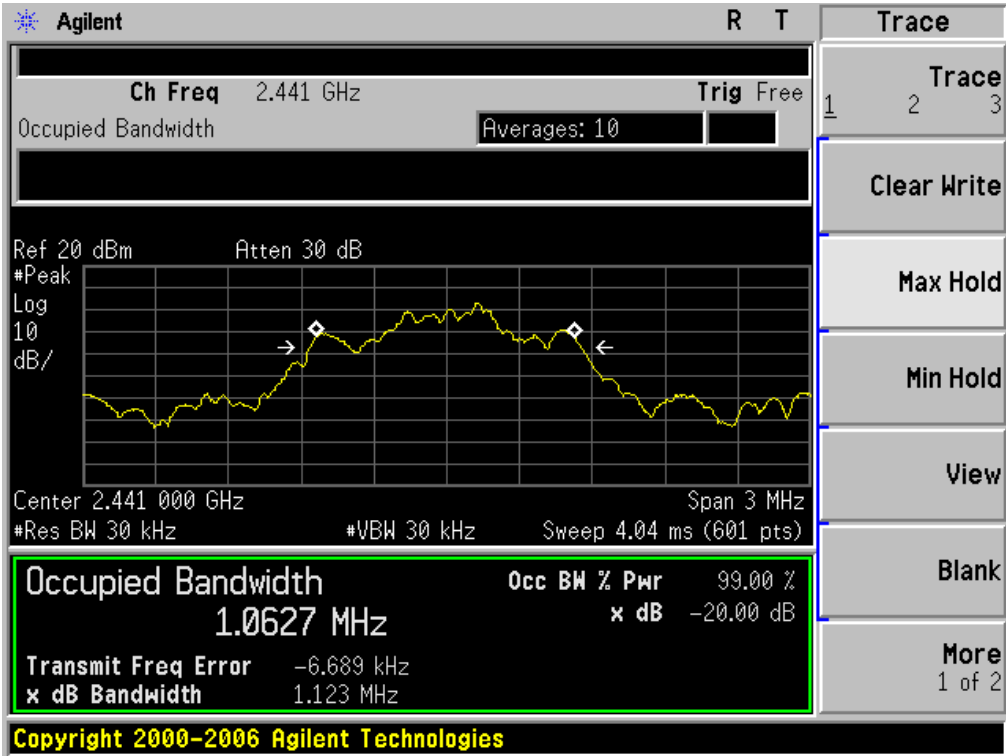 Agilent R T Trace
Ch Freq 2.441 GHz Trig Free
Occupied Bandwidth Averages: 10
Ref 20 dBm Atten 30 dB
#Peak
Log
10
dB/
Center 2.441 000 GHz Span 3 MHz
#Res BW 30 kHz #VBW 30 kHz Sweep 4.04 ms (601 pts)
Occupied Bandwidth Occ BW % Pwr 99.00 %
1.0627 MHz x dB -20.00 dB
Transmit Freq Error -6.689 kHz
x dB Bandwidth 1.123 MHz
Copyright 2000-2006 Agilent Technologies
Trace
1 2 3
Clear Write
Max Hold
Min Hold
View
Blank
More
1 of 2